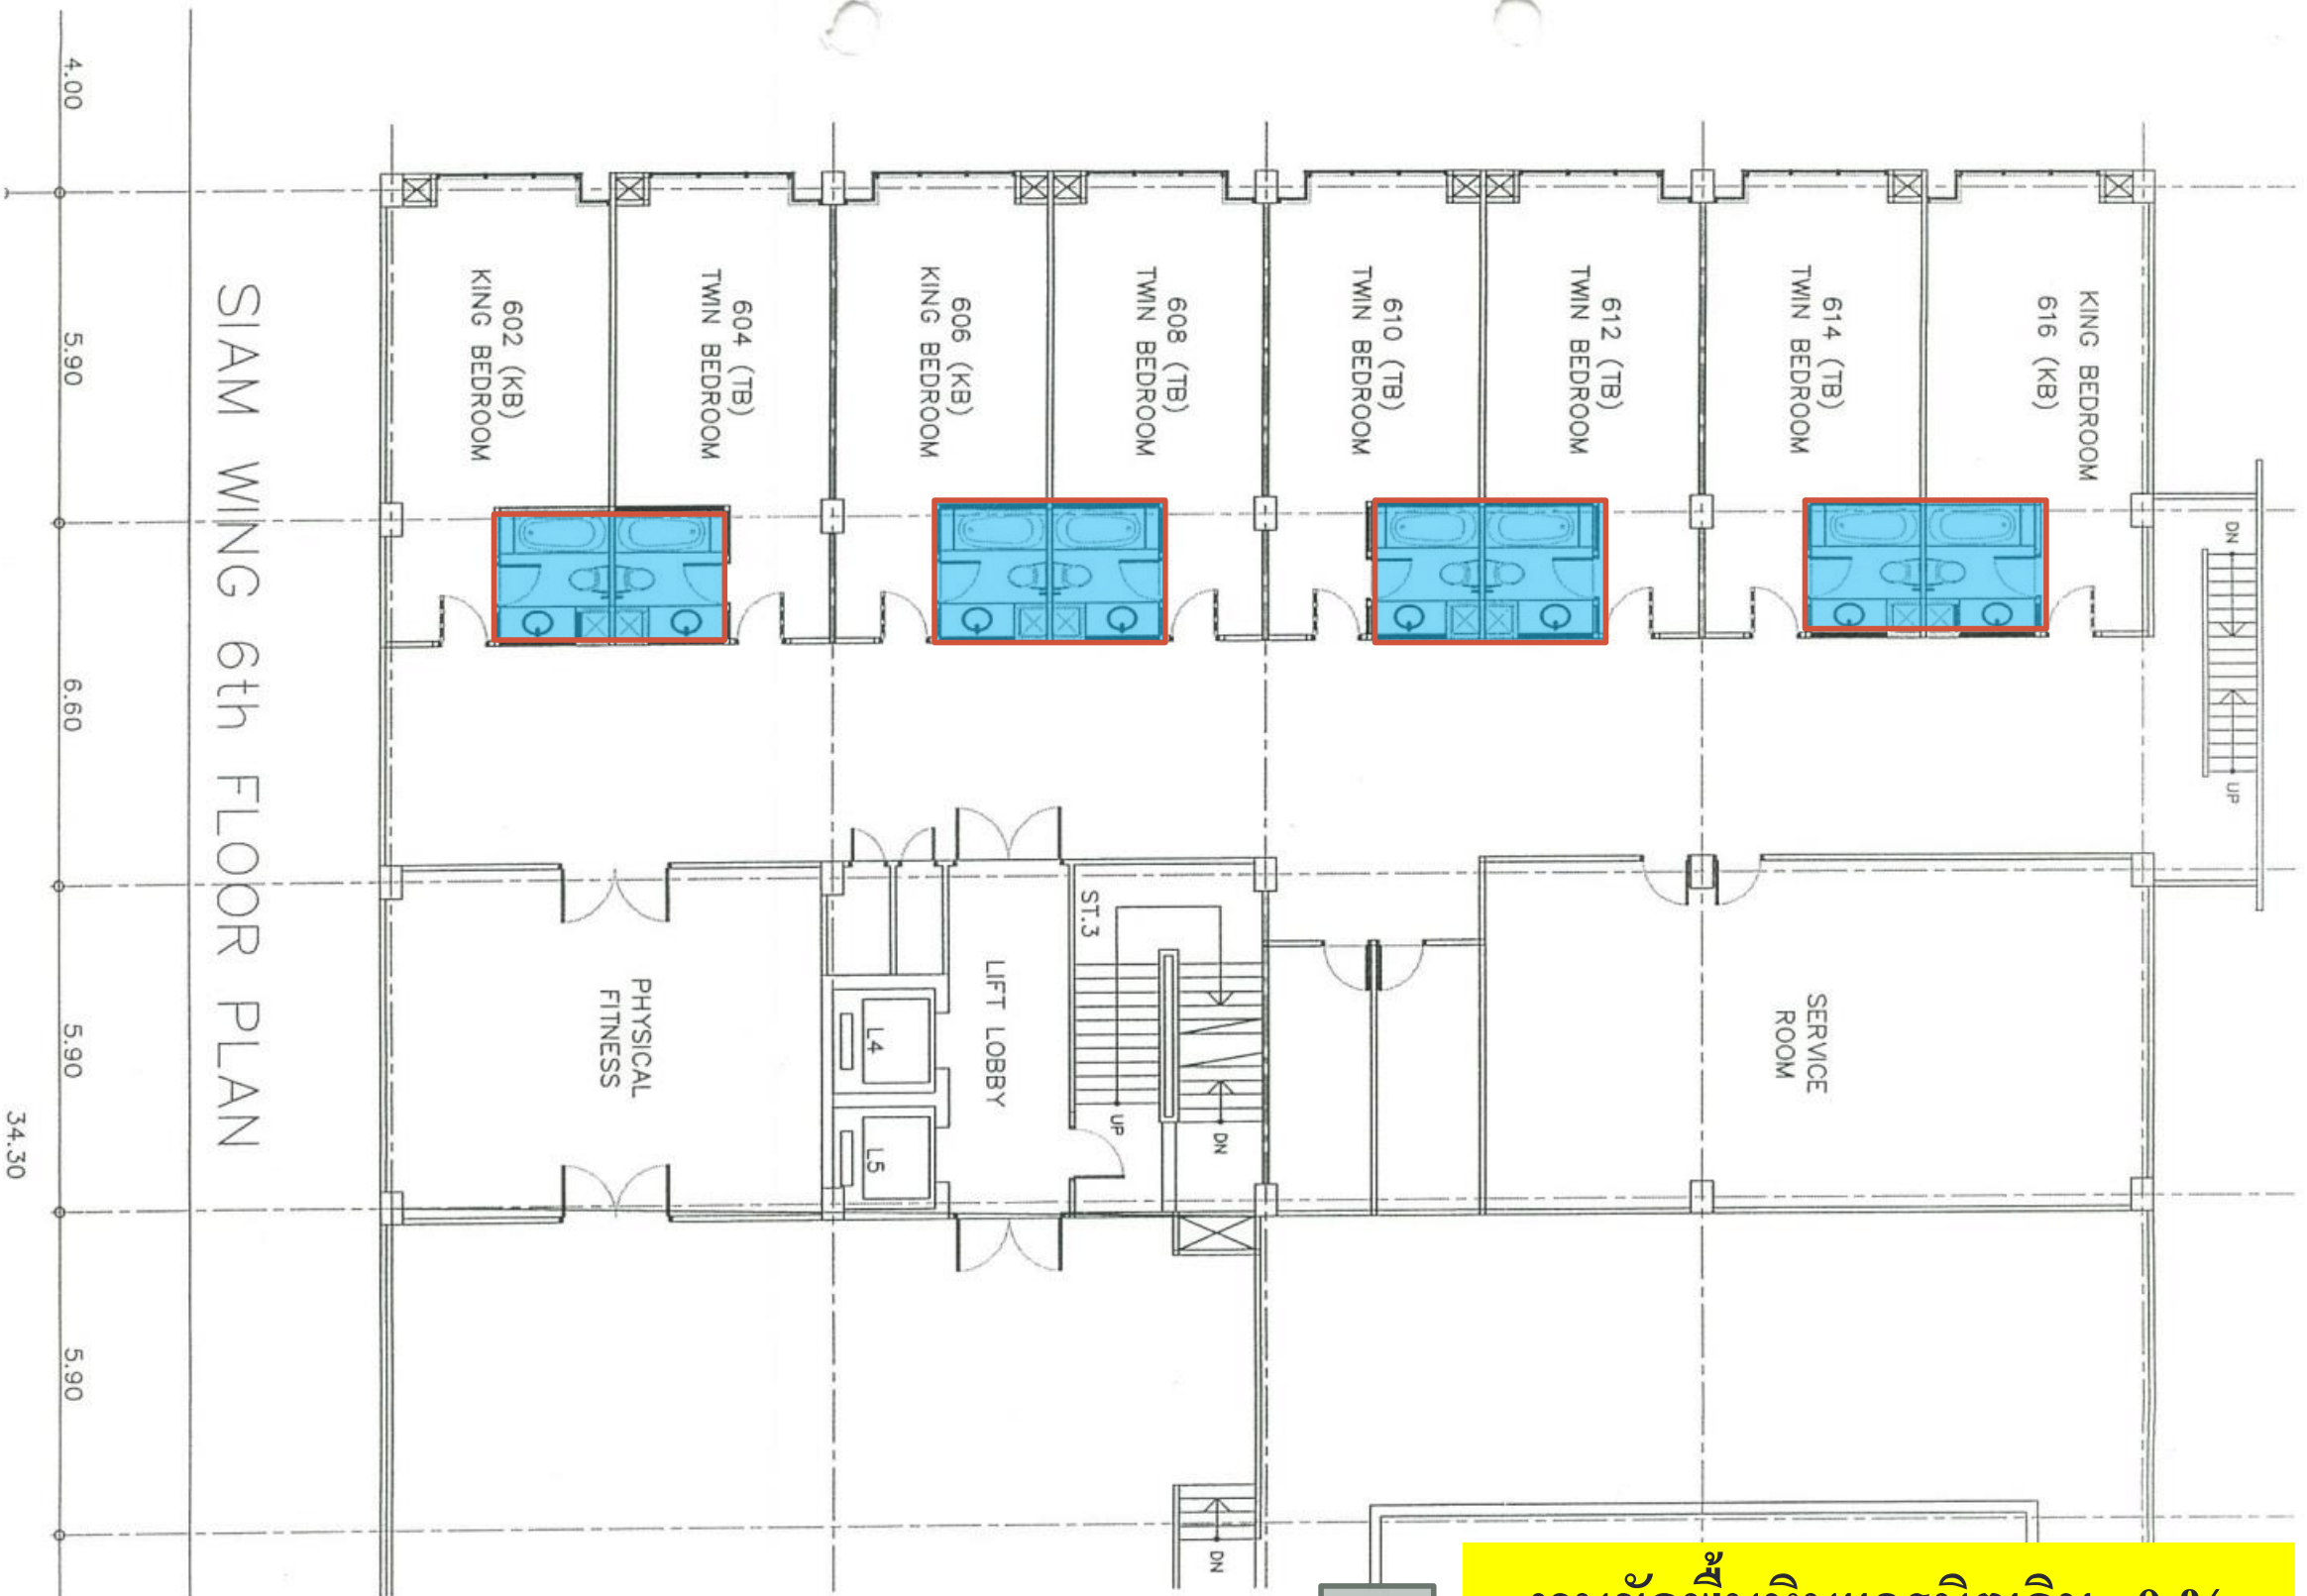 SIAM WING 6th FLOOR PLAN
4.00
5.90
6.60
5.90
5.90
34.30
602 (KB)
KING BEDROOM
604 (TB)
TWIN BEDROOM
606 (KB)
KING BEDROOM
608 (TB)
TWIN BEDROOM
610 (TB)
TWIN BEDROOM
612 (TB)
TWIN BEDROOM
614 (TB)
TWIN BEDROOM
KING BEDROOM
616 (KB)
DN
UP
PHYSICAL
FITNESS
L4
L5
LIFT LOBBY
ST.3
UP
DN
SERVICE
ROOM
DN